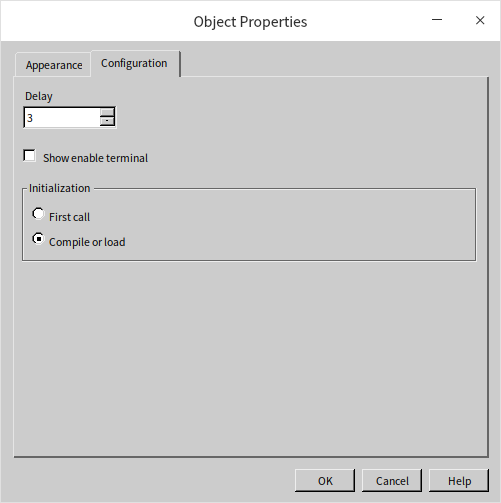 Object Properties
Appearance
Configuration
Delay
3
Show enable terminal
Initialization
First call
Compile or load
OK
Cancel
Help